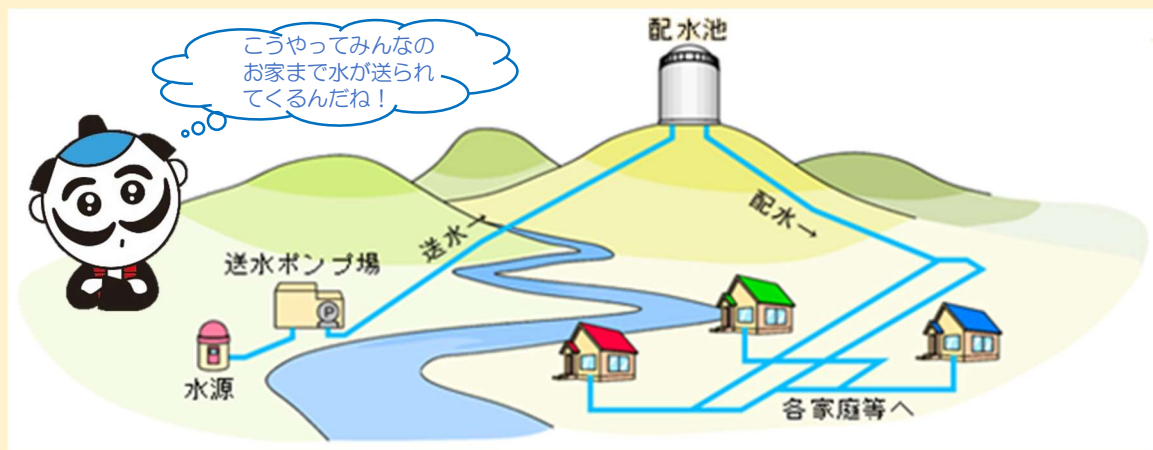 こうやってみんなの
お家まで水が送られ
てくるんだね！
配水池
送水→
配水→
送水ポンプ場
P
水源
各家庭等へ